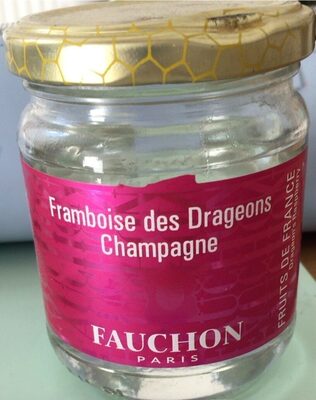 Framboise des Drageons
Champagne
FAUCHON
PARIS
FRUITS DE FRANCE